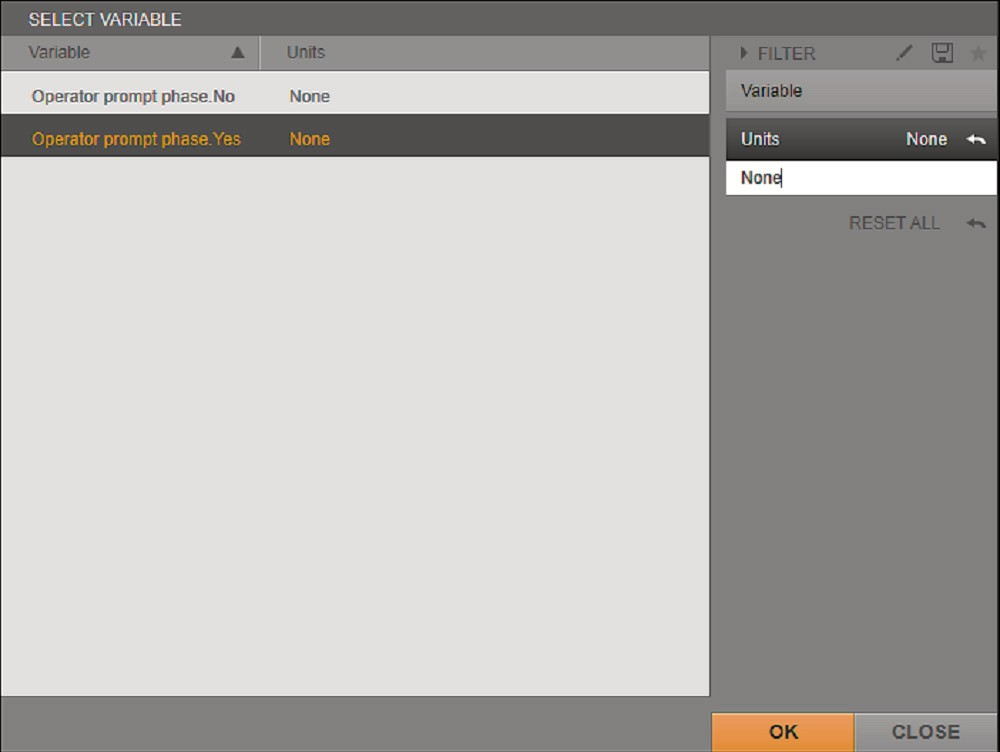 SELECT VARIABLE
Variable Units
Operator prompt phase.No None
Operator prompt phase.Yes None
FILTER
Variable
Units None
None
RESET ALL
OK CLOSE